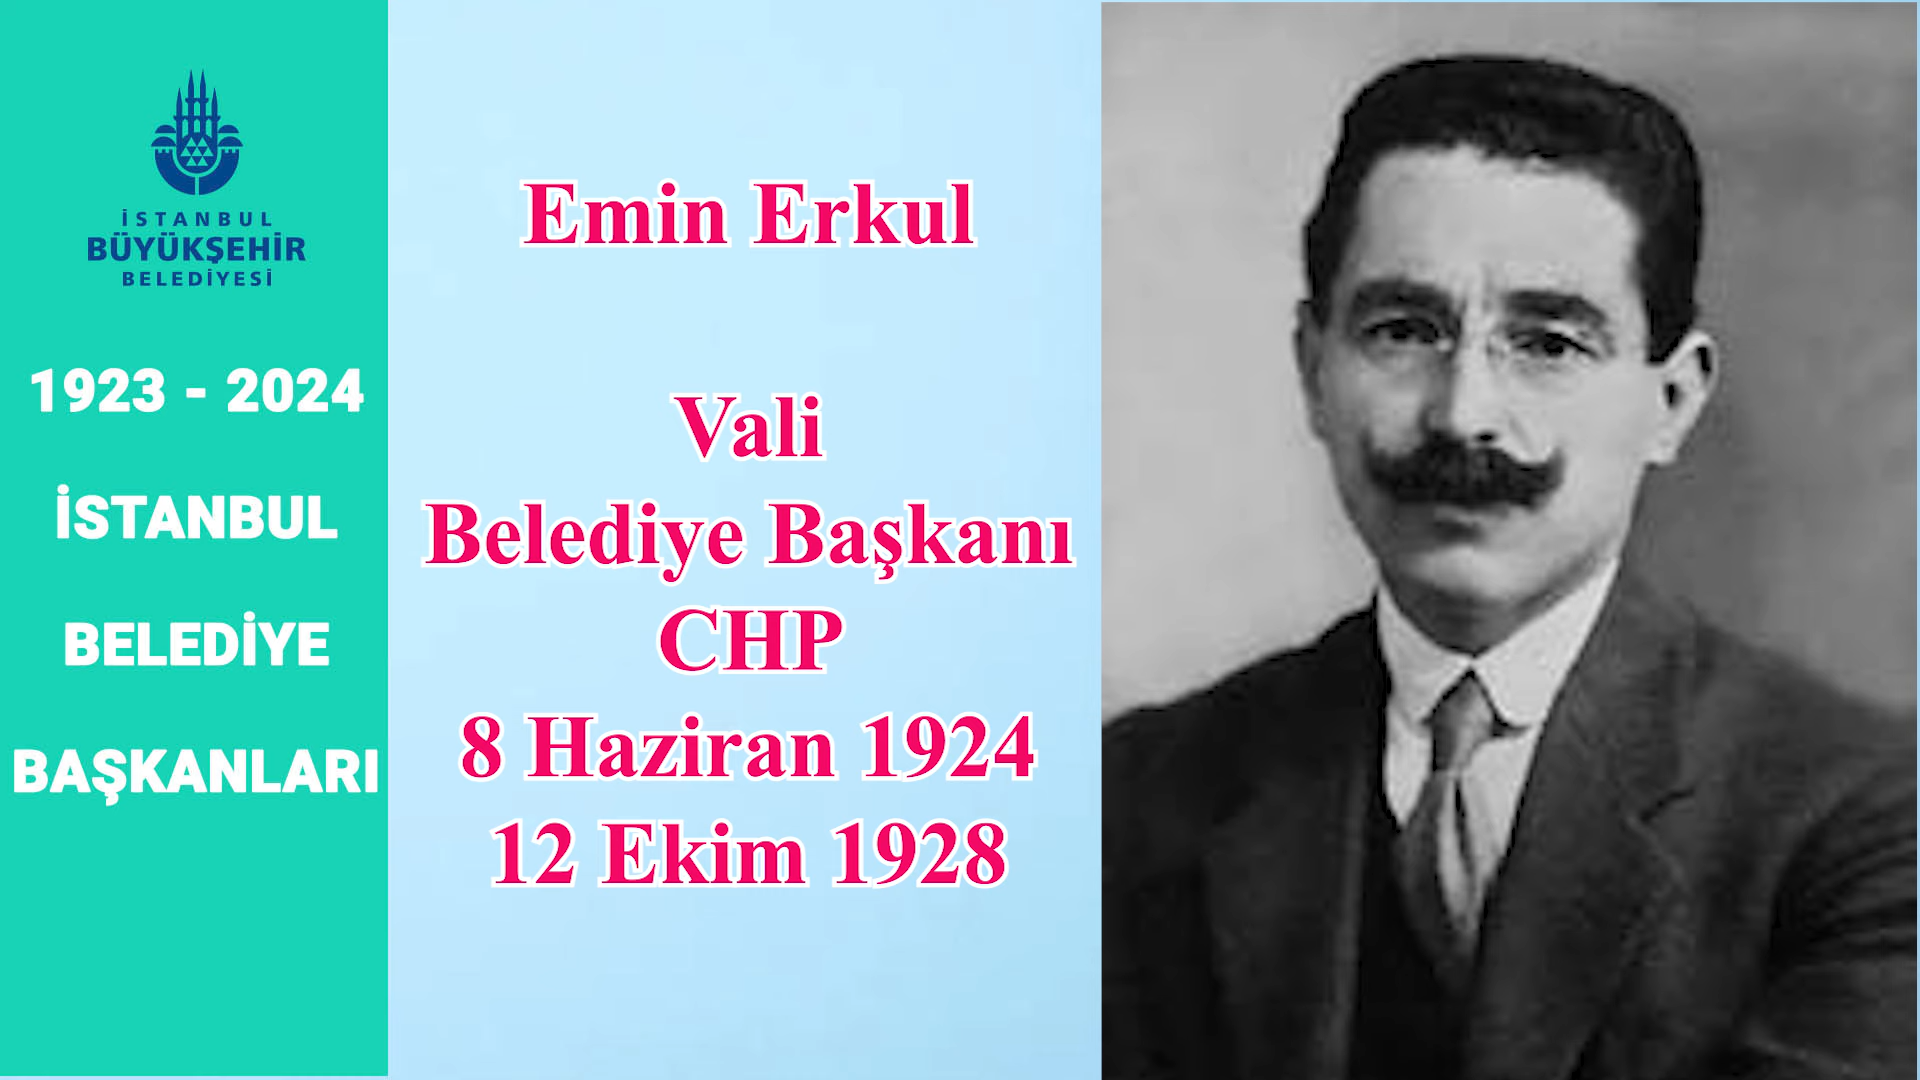 İSTANBUL
BÜYÜKŞEHİR
BELEDİYESİ
1923 - 2024
İSTANBUL
BELEDİYE
BAŞKANLARI
Emin Erkul
Vali
Belediye Başkanı
CHP
8 Haziran 1924
12 Ekim 1928